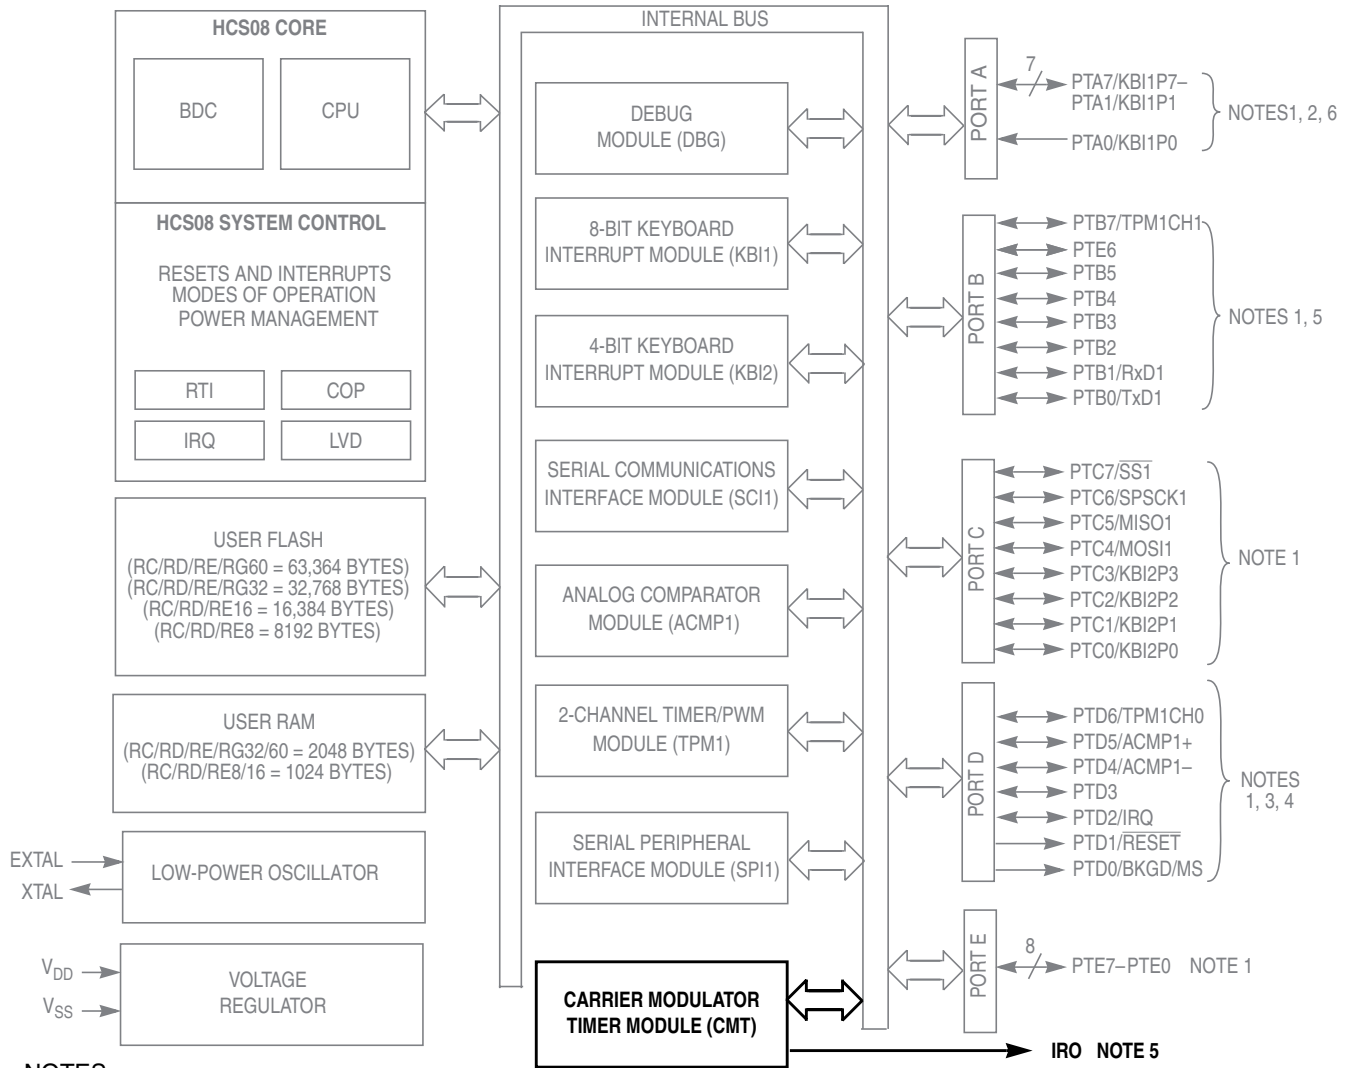 INTERNAL BUS
HCS08 CORE
BDC
CPU
HCS08 SYSTEM CONTROL
RESETS AND INTERRUPTS
MODES OF OPERATION
POWER MANAGEMENT
RTI
COP
IRQ
LVD
USER FLASH
(RC/RD/RE/RG60 = 63,364 BYTES)
(RC/RD/RE/RG32 = 32,768 BYTES)
(RC/RD/RE16 = 16,384 BYTES)
(RC/RD/RE8 = 8192 BYTES)
USER RAM
(RC/RD/RE/RG32/60 = 2048 BYTES)
(RC/RD/RE8/16 = 1024 BYTES)
EXTAL
XTAL
LOW-POWER OSCILLATOR
VDD
VSS
VOLTAGE
REGULATOR
DEBUG
MODULE (DBG)
8-BIT KEYBOARD
INTERRUPT MODULE (KBI1)
4-BIT KEYBOARD
INTERRUPT MODULE (KBI2)
SERIAL COMMUNICATIONS
INTERFACE MODULE (SCI1)
ANALOG COMPARATOR
MODULE (ACMP1)
2-CHANNEL TIMER/PWM
MODULE (TPM1)
SERIAL PERIPHERAL
INTERFACE MODULE (SPI1)
CARRIER MODULATOR
TIMER MODULE (CMT)
PORT A
7
PTA7/KBI1P7–
PTA1/KBI1P1
PTA0/KBI1P0
NOTES1, 2, 6
PORT B
PTB7/TPM1CH1
PTE6
PTB5
PTB4
PTB3
PTB2
PTB1/RxD1
PTB0/TxD1
NOTES 1, 5
PORT C
PTC7/SS1
PTC6/SPSCK1
PTC5/MISO1
PTC4/MOSI1
PTC3/KBI2P3
PTC2/KBI2P2
PTC1/KBI2P1
PTC0/KBI2P0
NOTE 1
PORT D
PTD6/TPM1CH0
PTD5/ACMP1+
PTD4/ACMP1–
PTD3
PTD2/IRQ
PTD1/RESET
PTD0/BKGD/MS
NOTES
1, 3, 4
PORT E
8
PTE7–PTE0 NOTE 1
IRO NOTE 5
NOTES